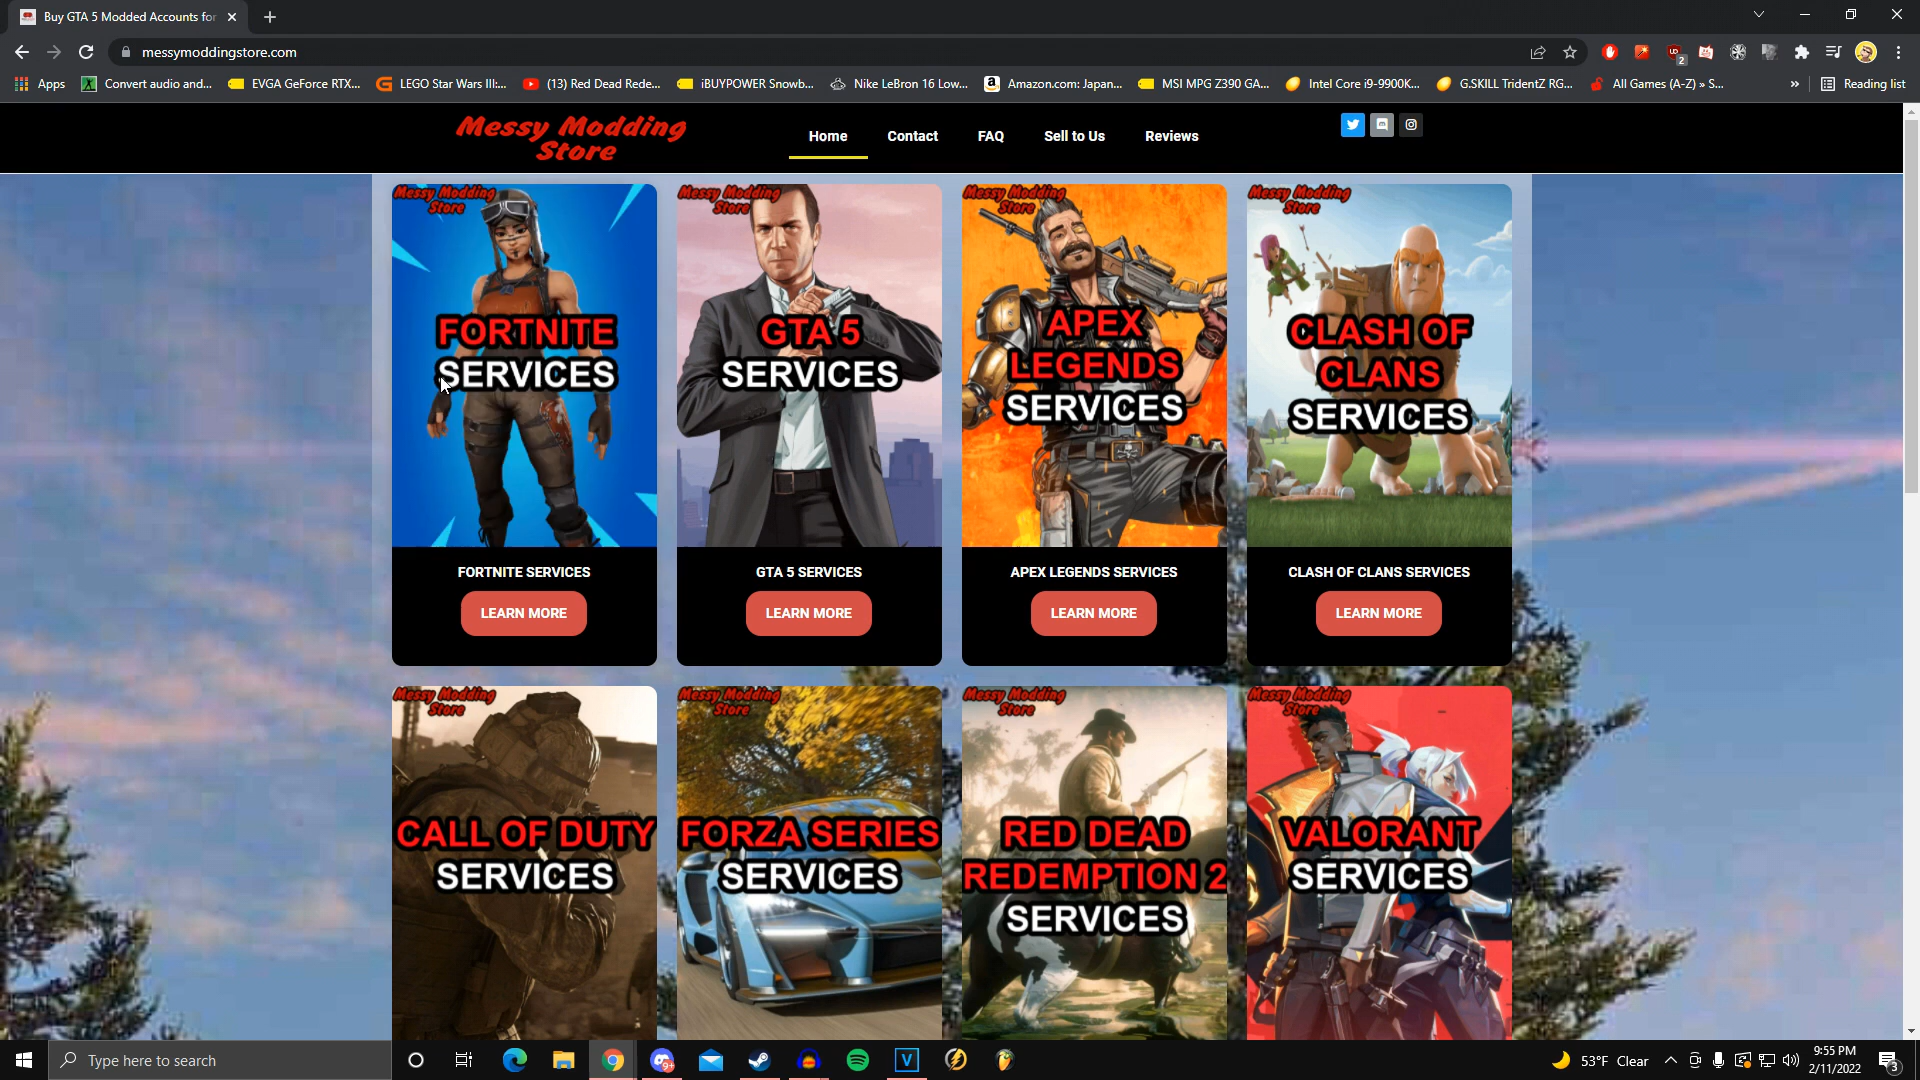 Buy GTA 5 Modded Accounts for
messymoddingstore.com
2
Apps
Convert audio and...
EVGA GeForce RTX...
LEGO Star Wars III:...
(13) Red Dead Rede...
iBUYPOWER Snowb...
Nike LeBron 16 Low...
Amazon.com: Japan...
MSI MPG Z390 GA...
Intel Core i9-9900K...
G.SKILL TridentZ RG...
All Games (A-Z) » S...
»
Reading list
Messy Modding
Store
Home
Contact
FAQ
Sell to Us
Reviews
Messy Modding
Store
FORTNITE
SERVICES
FORTNITE SERVICES
LEARN MORE
Messy Modding
Store
GTA 5
SERVICES
GTA 5 SERVICES
LEARN MORE
Messy Modding
Store
APEX
LEGENDS
SERVICES
APEX LEGENDS SERVICES
LEARN MORE
Messy Modding
Store
CLASH OF
CLANS
SERVICES
CLASH OF CLANS SERVICES
LEARN MORE
Messy Modding
Store
CALL OF DUTY
SERVICES
Messy Modding
Store
FORZA SERIES
SERVICES
Messy Modding
Store
RED DEAD
REDEMPTION 2
SERVICES
Messy Modding
Store
VALORANT
SERVICES
Type here to search
9+
V
53°F Clear
9:55 PM
2/11/2022
3